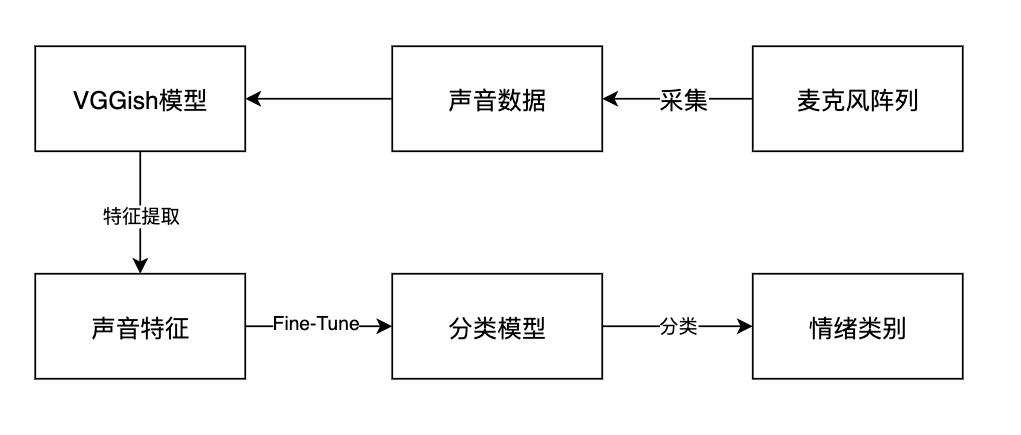 VGGish模型
声音数据
采集
麦克风阵列
特征提取
声音特征
Fine-Tune
分类模型
分类
情绪类别